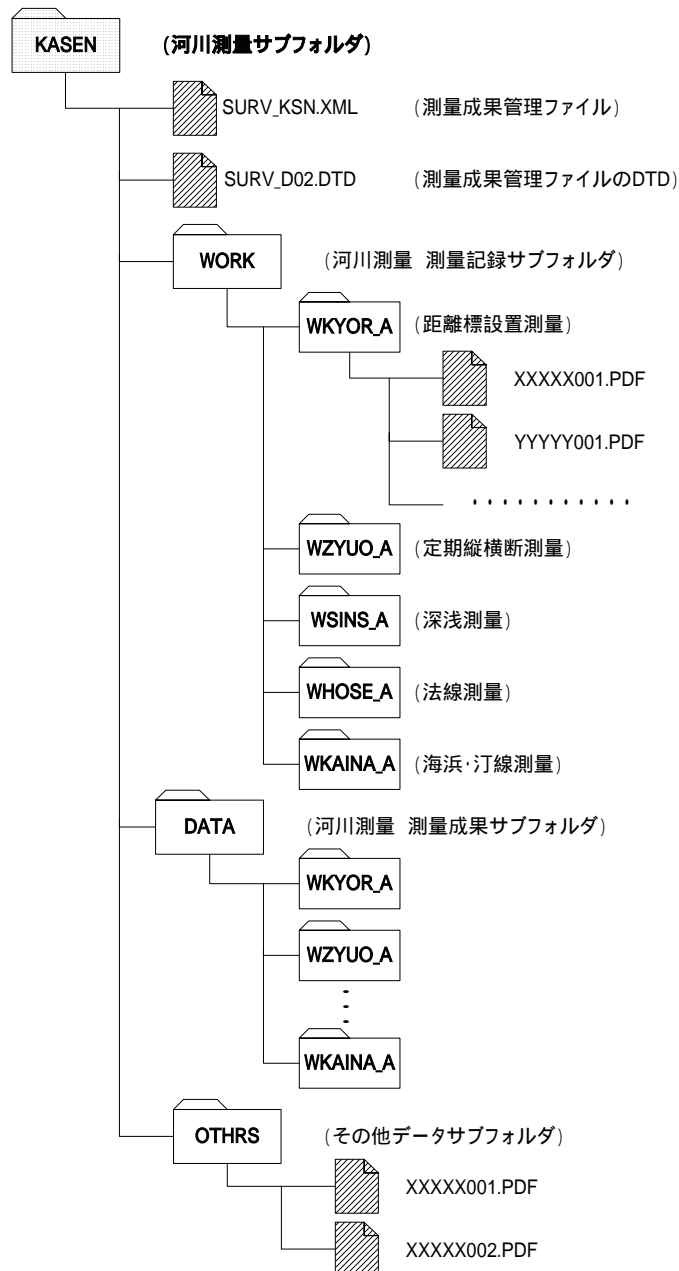 KASEN (河川測量サブフォルダ)
SURV_KSN.XML (測量成果管理ファイル)
SURV_D02.DTD (測量成果管理ファイルのDTD)
WORK (河川測量 測量記録サブフォルダ)
WKYOR_A (距離標設置測量)
XXXXX001.PDF
YYYYY001.PDF
・・・・・・・・・・・
WZYUO_A (定期縦横断測量)
WSINS_A (深浅測量)
WHOSE_A (法線測量)
WKAINA_A (海浜・汀線測量)
DATA (河川測量 測量成果サブフォルダ)
WKYOR_A
WZYUO_A
WKAINA_A
OTHRS (その他データサブフォルダ)
XXXXX001.PDF
XXXXX002.PDF